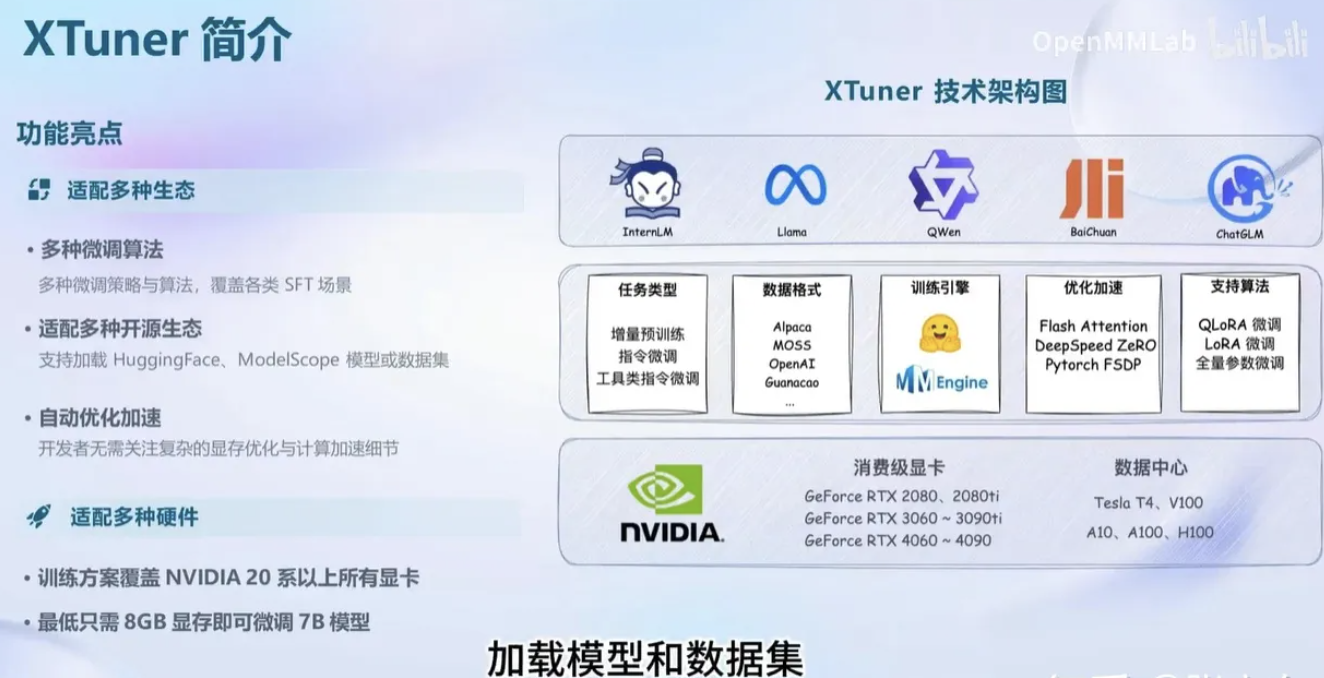 XTuner 简介
OpenMMLab bilibili
功能亮点
适配多种生态
• 多种微调算法
多种微调策略与算法，覆盖各类 SFT 场景
• 适配多种开源生态
支持加载 HuggingFace、ModelScope 模型或数据集
• 自动优化加速
开发者无需关注复杂的显存优化与计算加速细节
适配多种硬件
• 训练方案覆盖 NVIDIA 20 系以上所有显卡
• 最低只需 8GB 显存即可微调 7B 模型
XTuner 技术架构图
InternLM
Llama
QWen
BaiChuan
ChatGLM
任务类型
增量预训练
指令微调
工具类指令微调
数据格式
Alpaca
MOSS
OpenAI
Guanacao
...
训练引擎
MMEngine
优化加速
Flash Attention
DeepSpeed ZeRO
Pytorch FSDP
支持算法
QLoRA 微调
LoRA 微调
全量参数微调
NVIDIA.
消费级显卡
GeForce RTX 2080、2080ti
GeForce RTX 3060 ~ 3090ti
GeForce RTX 4060 ~ 4090
数据中心
Tesla T4、V100
A10、A100、H100
加载模型和数据集